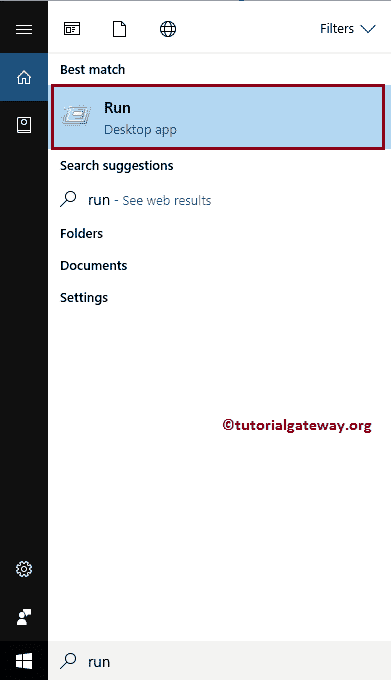 Filters
Best match
Run
Desktop app
Search suggestions
run - See web results
Folders
Documents
Settings
©tutorialgateway.org
run